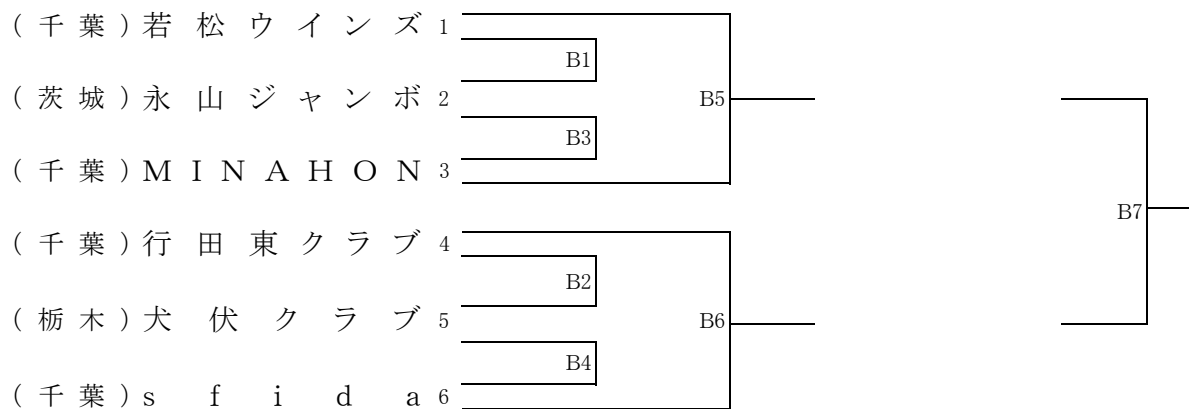 (千葉)若松ウインズ 1
B1
(茨城)永山ジャンボ 2
B5
B3
(千葉)MINAHON 3
B7
(千葉)行田東クラブ 4
B2
(栃木)犬伏クラブ 5
B6
B4
(千葉)sfida 6